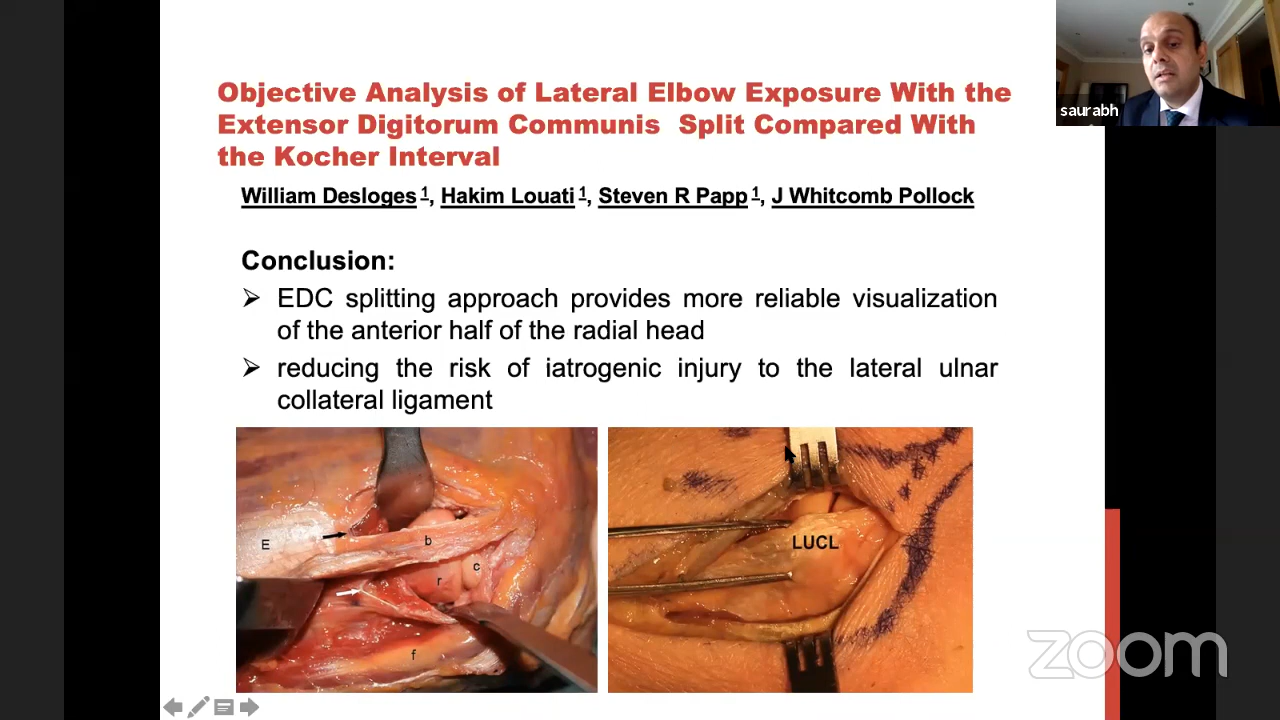 Objective Analysis of Lateral Elbow Exposure With the
Extensor Digitorum Communis Split Compared With
the Kocher Interval
William Desloges 1, Hakim Louati 1, Steven R Papp 1, J Whitcomb Pollock
Conclusion:
➢ EDC splitting approach provides more reliable visualization
of the anterior half of the radial head
➢ reducing the risk of iatrogenic injury to the lateral ulnar
collateral ligament
E
b
c
r
f
LUCL
saurabh
zoom